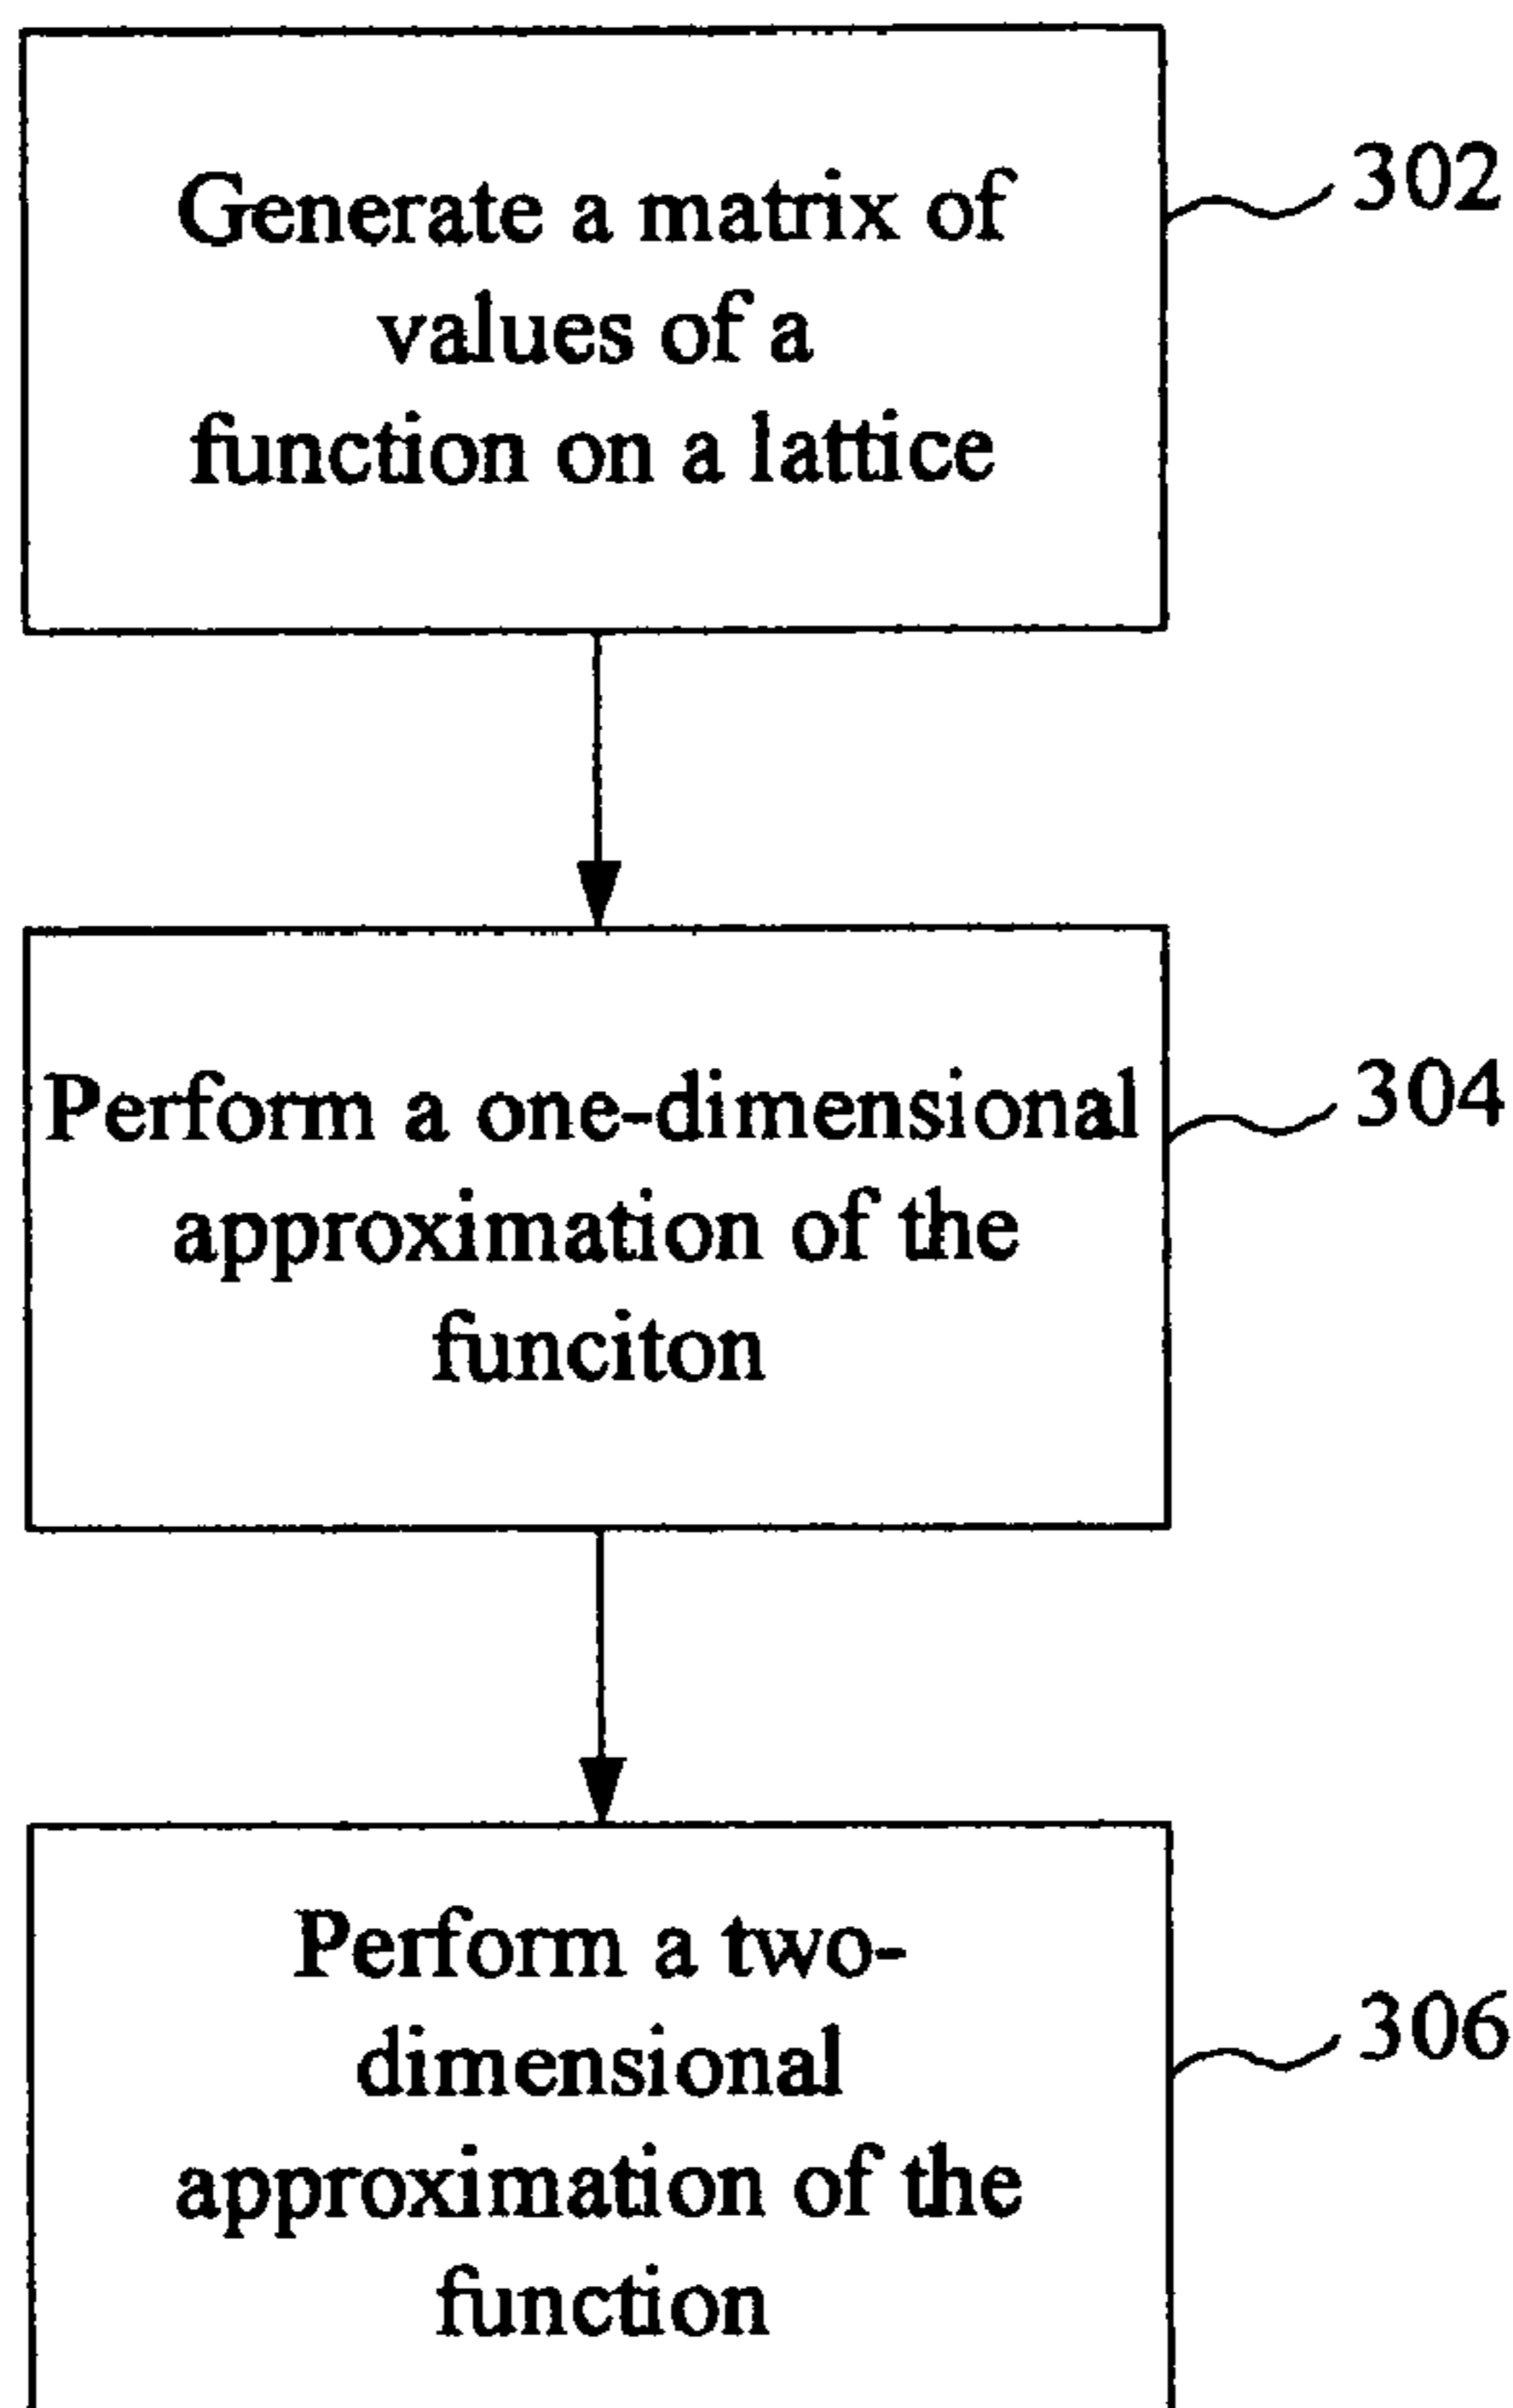 Generate a matrix of
values of a
function on a lattice
302
Perform a one-dimensional
approximation of the
funciton
304
Perform a two-
dimensional
approximation of the
function
306